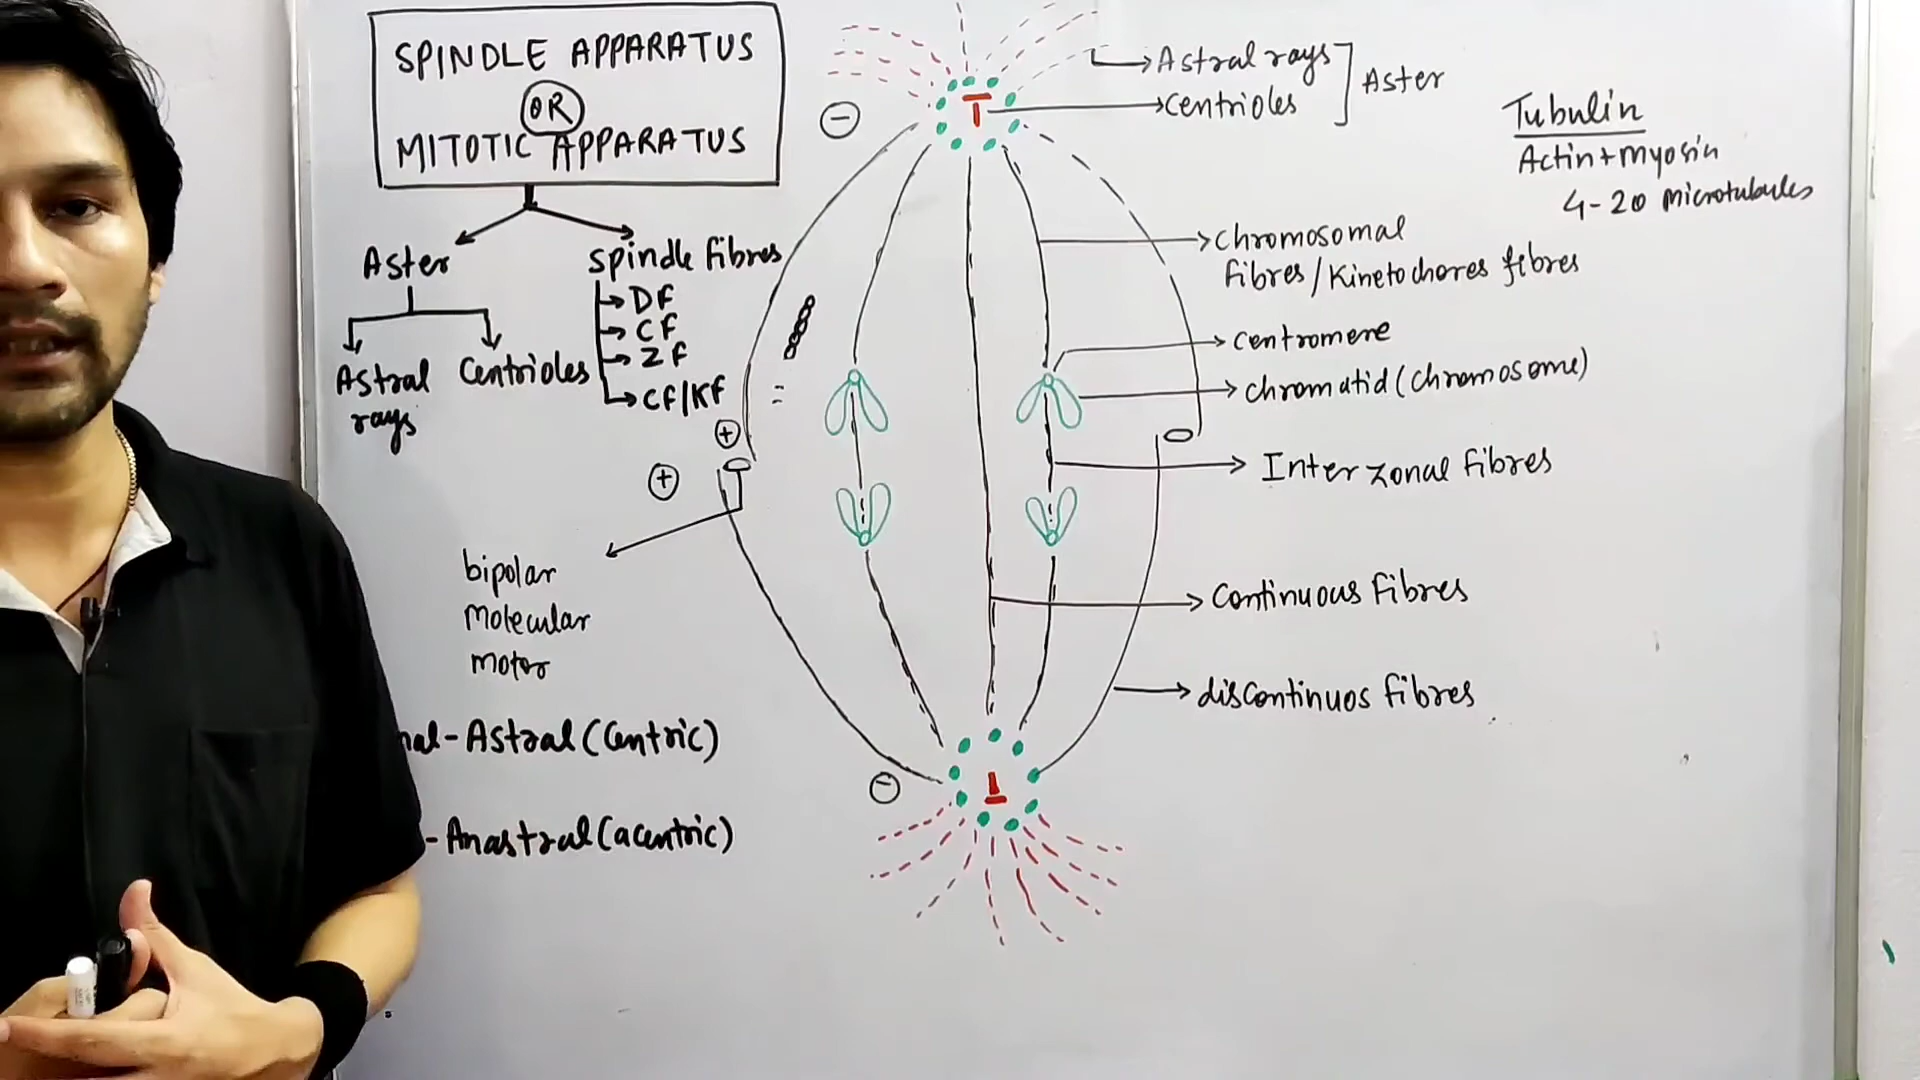 SPINDLE APPARATUS
OR
MITOTIC APPARATUS
Aster
Spindle fibres
DF
CF
ZF
CF/KF
Astral
rays
Centrioles
bipolar
Molecular
motor
nal-Astral (Centric)
-Anastral (acentric)
Astral rays
Centrioles
Aster
Tubulin
Actin+myosin
4-20 microtubules
Chromosomal
fibres/Kinetochores fibres
Centromere
Chromatid (Chromosome)
Inter zonal fibres
Continuous fibres
discontinuos fibres